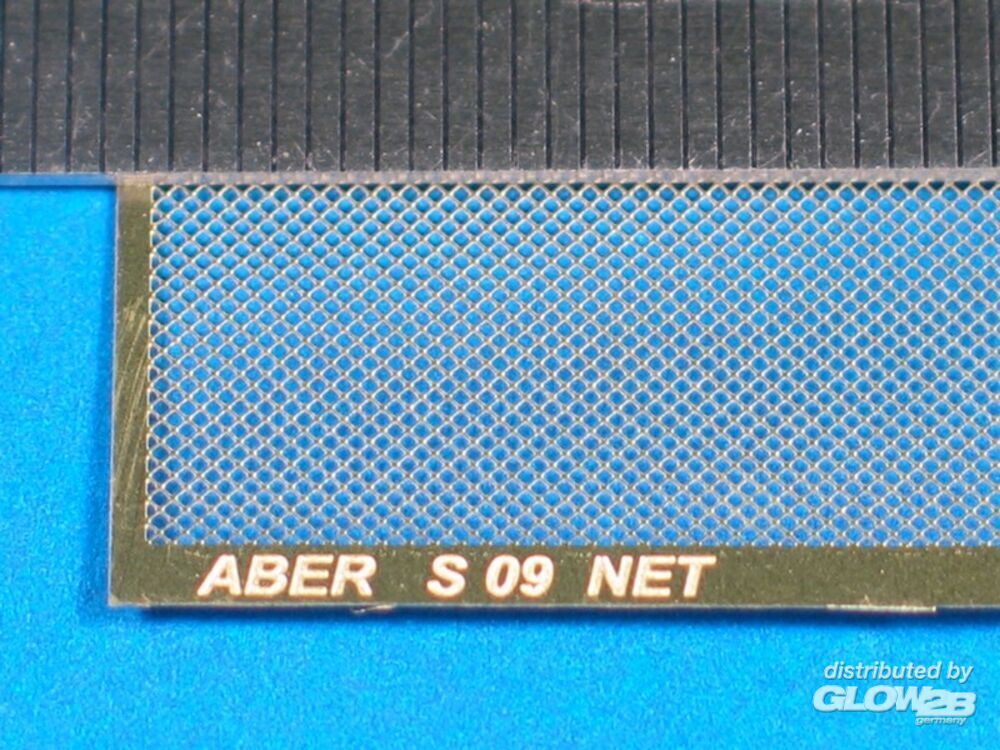 ABER S 09 NET
distributed by
GLOW2B
germany